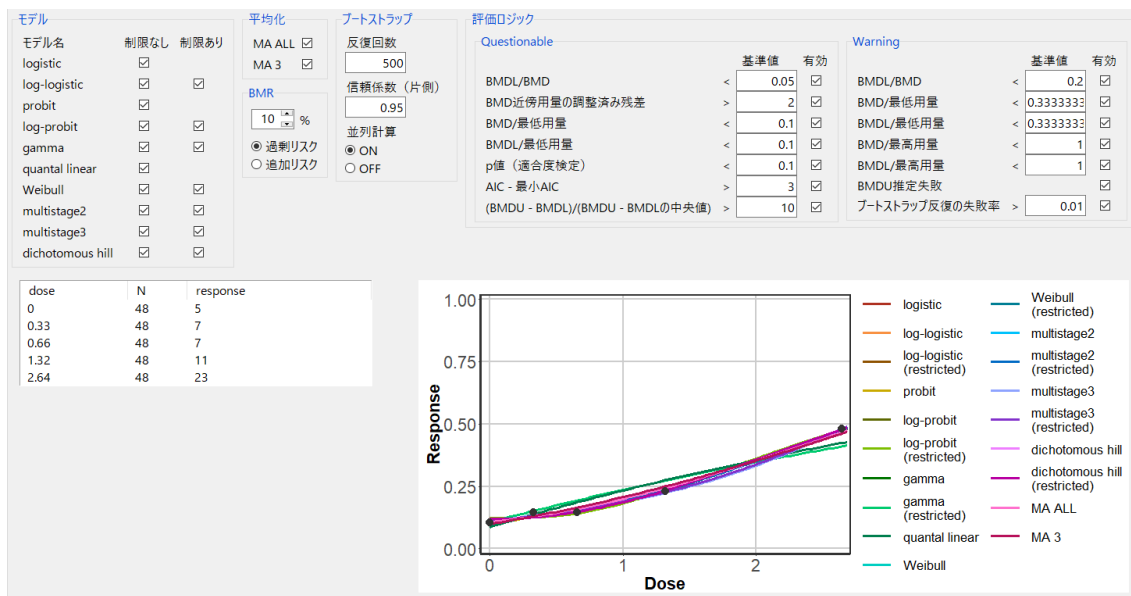 モデル
モデル名 制限なし 制限あり
logistic
log-logistic
probit
log-probit
gamma
quantal linear
Weibull
multistage2
multistage3
dichotomous hill
平均化
MA ALL
MA 3
BMR
10 %
過剰リスク
追加リスク
ブートストラップ
反復回数
500
信頼係数（片側）
0.95
並列計算
ON
OFF
評価ロジック
Questionable
基準値 有効
BMDL/BMD < 0.05
BMD近傍用量の調整済み残差 > 2
BMD/最低用量 < 0.1
BMDL/最低用量 < 0.1
p値（適合度検定） < 0.1
AIC - 最小AIC > 3
(BMDU - BMDL)/(BMDU - BMDLの中央値) > 10
Warning
基準値 有効
BMDL/BMD < 0.2
BMD/最低用量 < 0.3333333
BMDL/最低用量 < 0.3333333
BMD/最高用量 < 1
BMDL/最高用量 < 1
BMDU推定失敗
ブートストラップ反復の失敗率 > 0.01
dose N response
0 48 5
0.33 48 7
0.66 48 7
1.32 48 11
2.64 48 23
1.00
0.75
0.50
0.25
0.00
Response
0 1 2
Dose
logistic
log-logistic
log-logistic
(restricted)
probit
log-probit
log-probit
(restricted)
gamma
gamma
(restricted)
quantal linear
Weibull
Weibull
(restricted)
multistage2
multistage2
(restricted)
multistage3
multistage3
(restricted)
dichotomous hill
dichotomous hill
(restricted)
MA ALL
MA 3